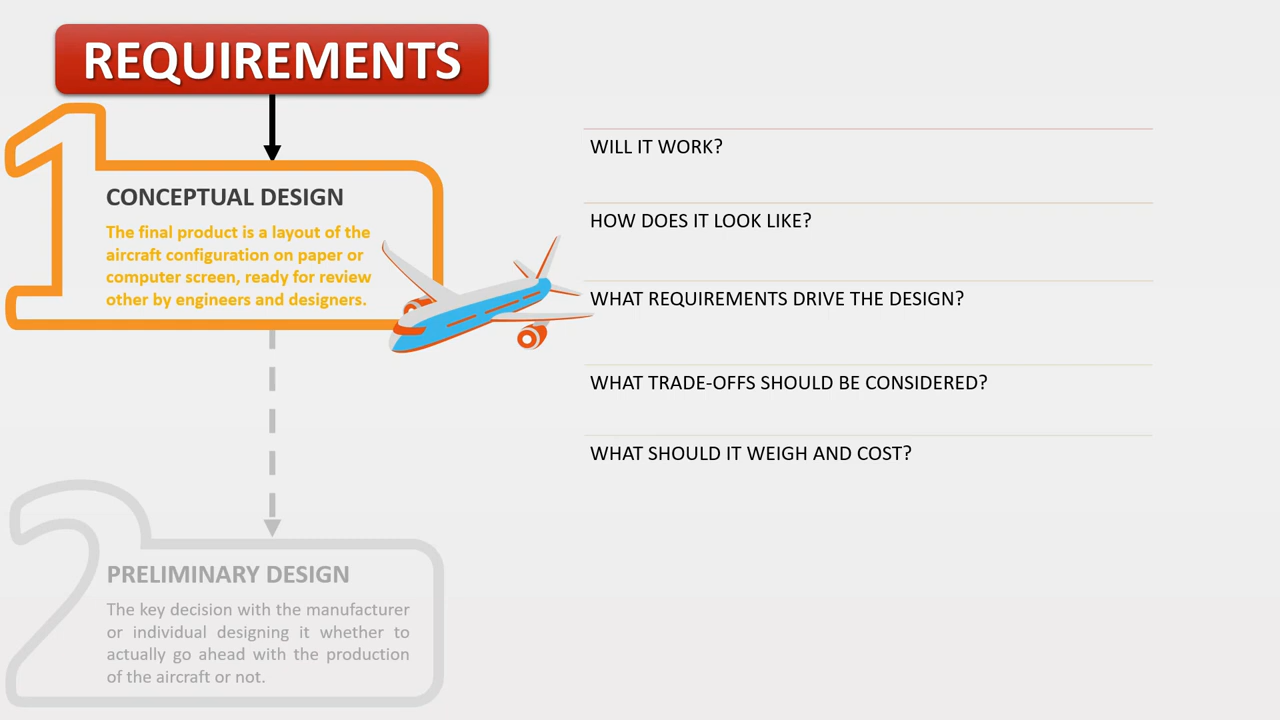 REQUIREMENTS
1
CONCEPTUAL DESIGN
The final product is a layout of the
aircraft configuration on paper or
computer screen, ready for review
other by engineers and designers.
2
PRELIMINARY DESIGN
The key decision with the manufacturer
or individual designing it whether to
actually go ahead with the production
of the aircraft or not.
WILL IT WORK?
HOW DOES IT LOOK LIKE?
WHAT REQUIREMENTS DRIVE THE DESIGN?
WHAT TRADE-OFFS SHOULD BE CONSIDERED?
WHAT SHOULD IT WEIGH AND COST?